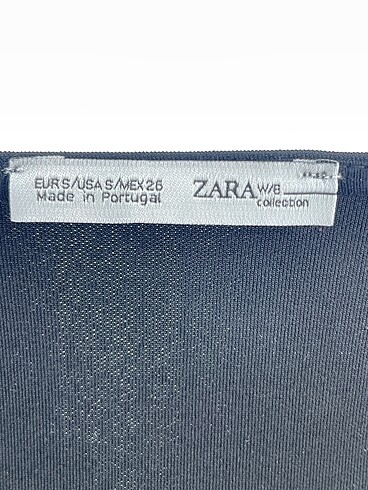 EUR S/USA S/MEX 26
Made in Portugal
ZARA W/B
collection